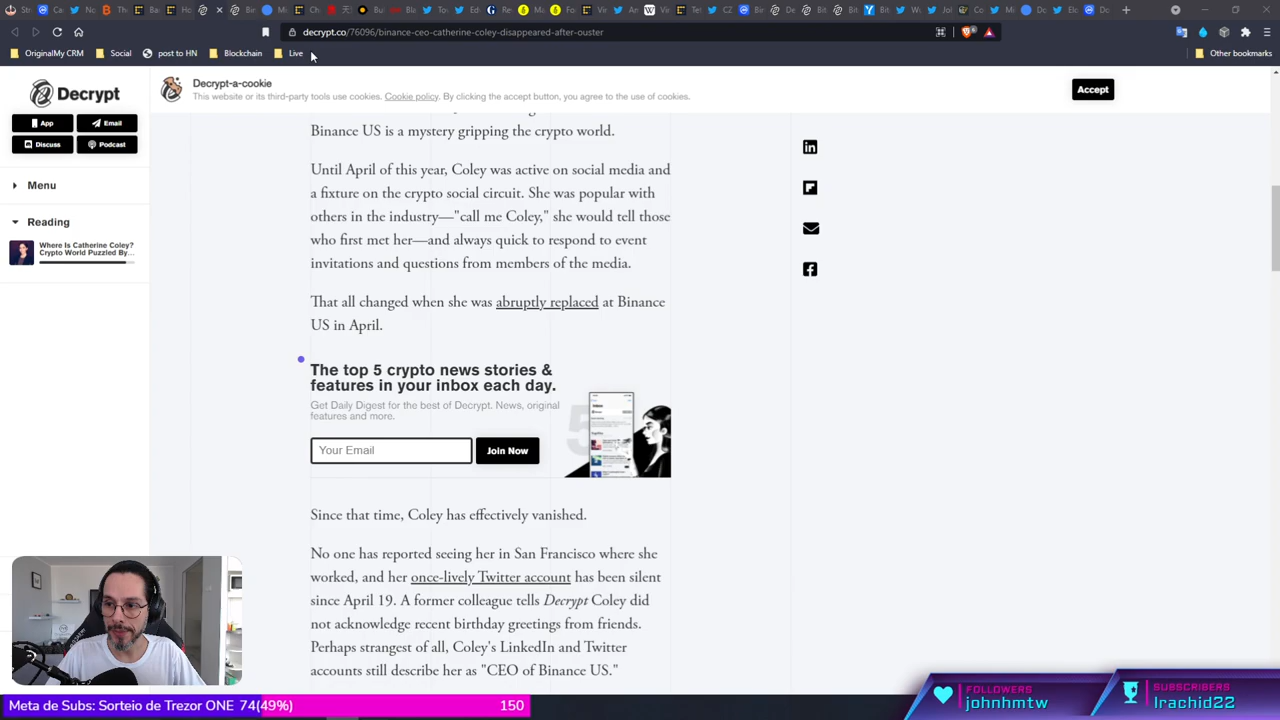 decrypt.co/76096/binance-ceo-catherine-coley-disappeared-after-ouster
OriginalMy CRM
Social
post to HN
Blockchain
Live
Other bookmarks
Decrypt
App
Email
Discuss
Podcast
Menu
Reading
Where Is Catherine Coley?
Crypto World Puzzled By...
Decrypt-a-cookie
This website or its third-party tools use cookies. Cookie policy. By clicking the accept button, you agree to the use of cookies.
Accept
Binance US is a mystery gripping the crypto world.
Until April of this year, Coley was active on social media and
a fixture on the crypto social circuit. She was popular with
others in the industry—"call me Coley," she would tell those
who first met her—and always quick to respond to event
invitations and questions from members of the media.
That all changed when she was abruptly replaced at Binance
US in April.
The top 5 crypto news stories &
features in your inbox each day.
Get Daily Digest for the best of Decrypt. News, original
features and more.
Your Email
Join Now
Since that time, Coley has effectively vanished.
No one has reported seeing her in San Francisco where she
worked, and her once-lively Twitter account has been silent
since April 19. A former colleague tells Decrypt Coley did
not acknowledge recent birthday greetings from friends.
Perhaps strangest of all, Coley's LinkedIn and Twitter
accounts still describe her as "CEO of Binance US."
Meta de Subs: Sorteio de Trezor ONE 74(49%)
150
FOLLOWERS
johnhmtw
SUBSCRIBERS
lrachid22